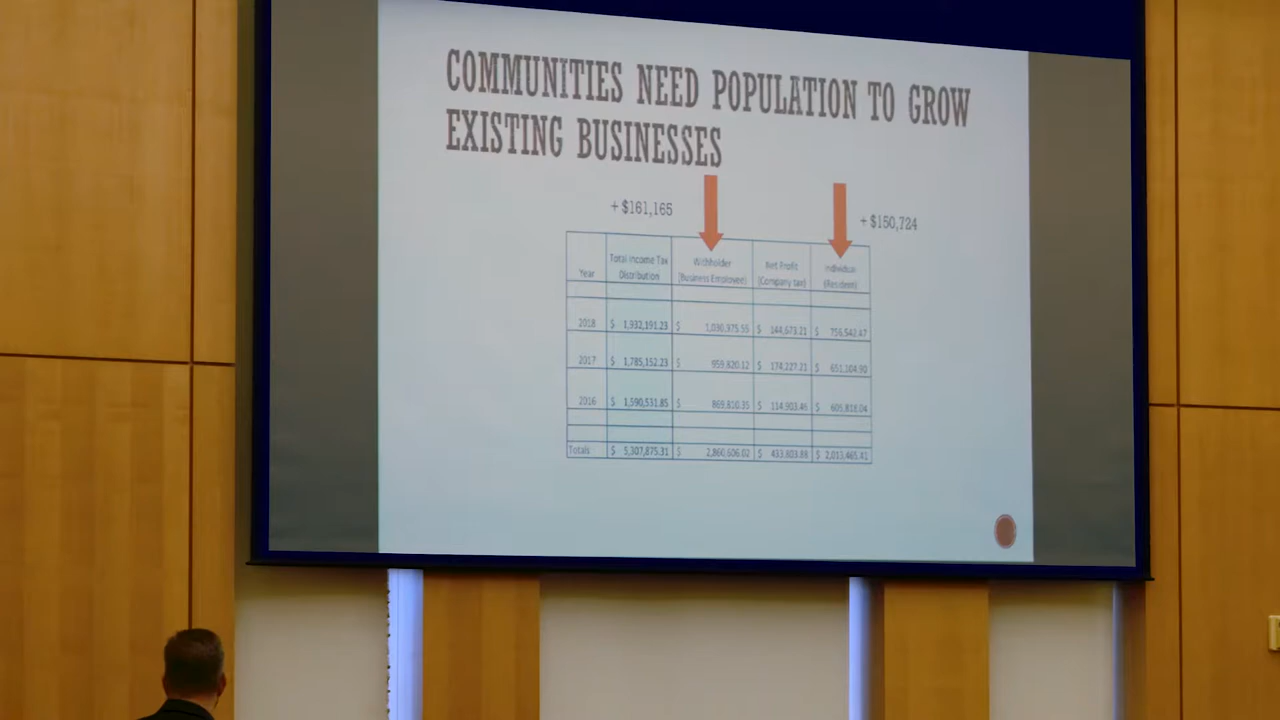 COMMUNITIES NEED POPULATION TO GROW
EXISTING BUSINESSES
+ $161,165
+ $150,724
Year Total Income Tax Distribution Withholder (Business Employed) Net Profit (Company tax) Individual (Resident)
2018 $ 1,932,191.23 $ 1,030,975.55 $ 144,673.21 $ 756,542.47
2017 $ 1,785,152.23 $ 959,820.12 $ 174,227.21 $ 651,104.90
2016 $ 1,590,531.85 $ 869,810.35 $ 114,903.46 $ 605,818.04
Totals $ 5,307,875.31 $ 2,860,606.02 $ 433,803.88 $ 2,013,465.41